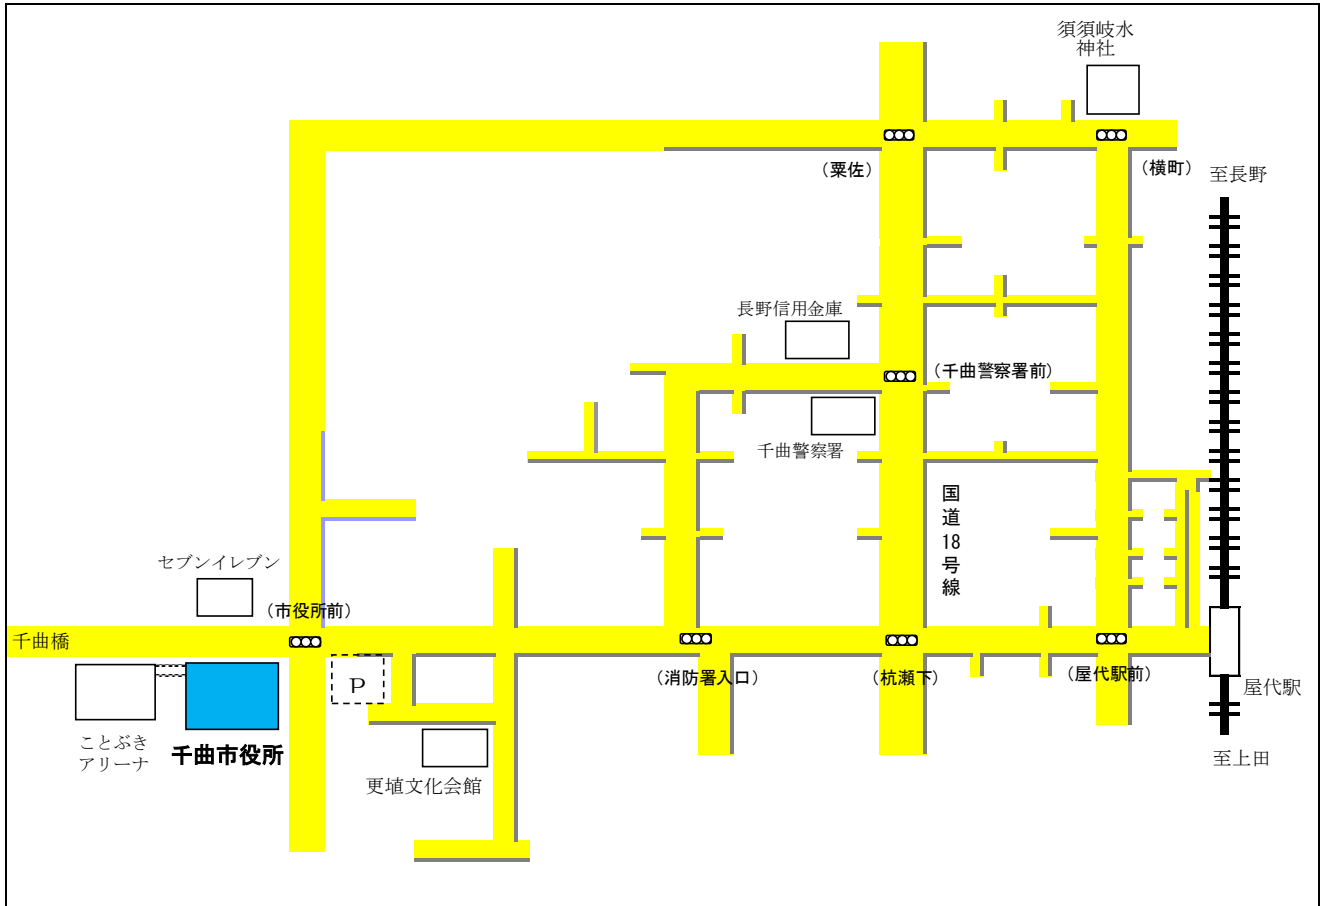 須須岐水
神社
（粟佐）
（横町）
至長野
長野信用金庫
（千曲警察署前）
千曲警察署
国
道
18
号
線
セブンイレブン
（市役所前）
千曲橋
P
（消防署入口）
（杭瀬下）
（屋代駅前）
屋代駅
ことぶき
アリーナ
千曲市役所
更埴文化会館
至上田